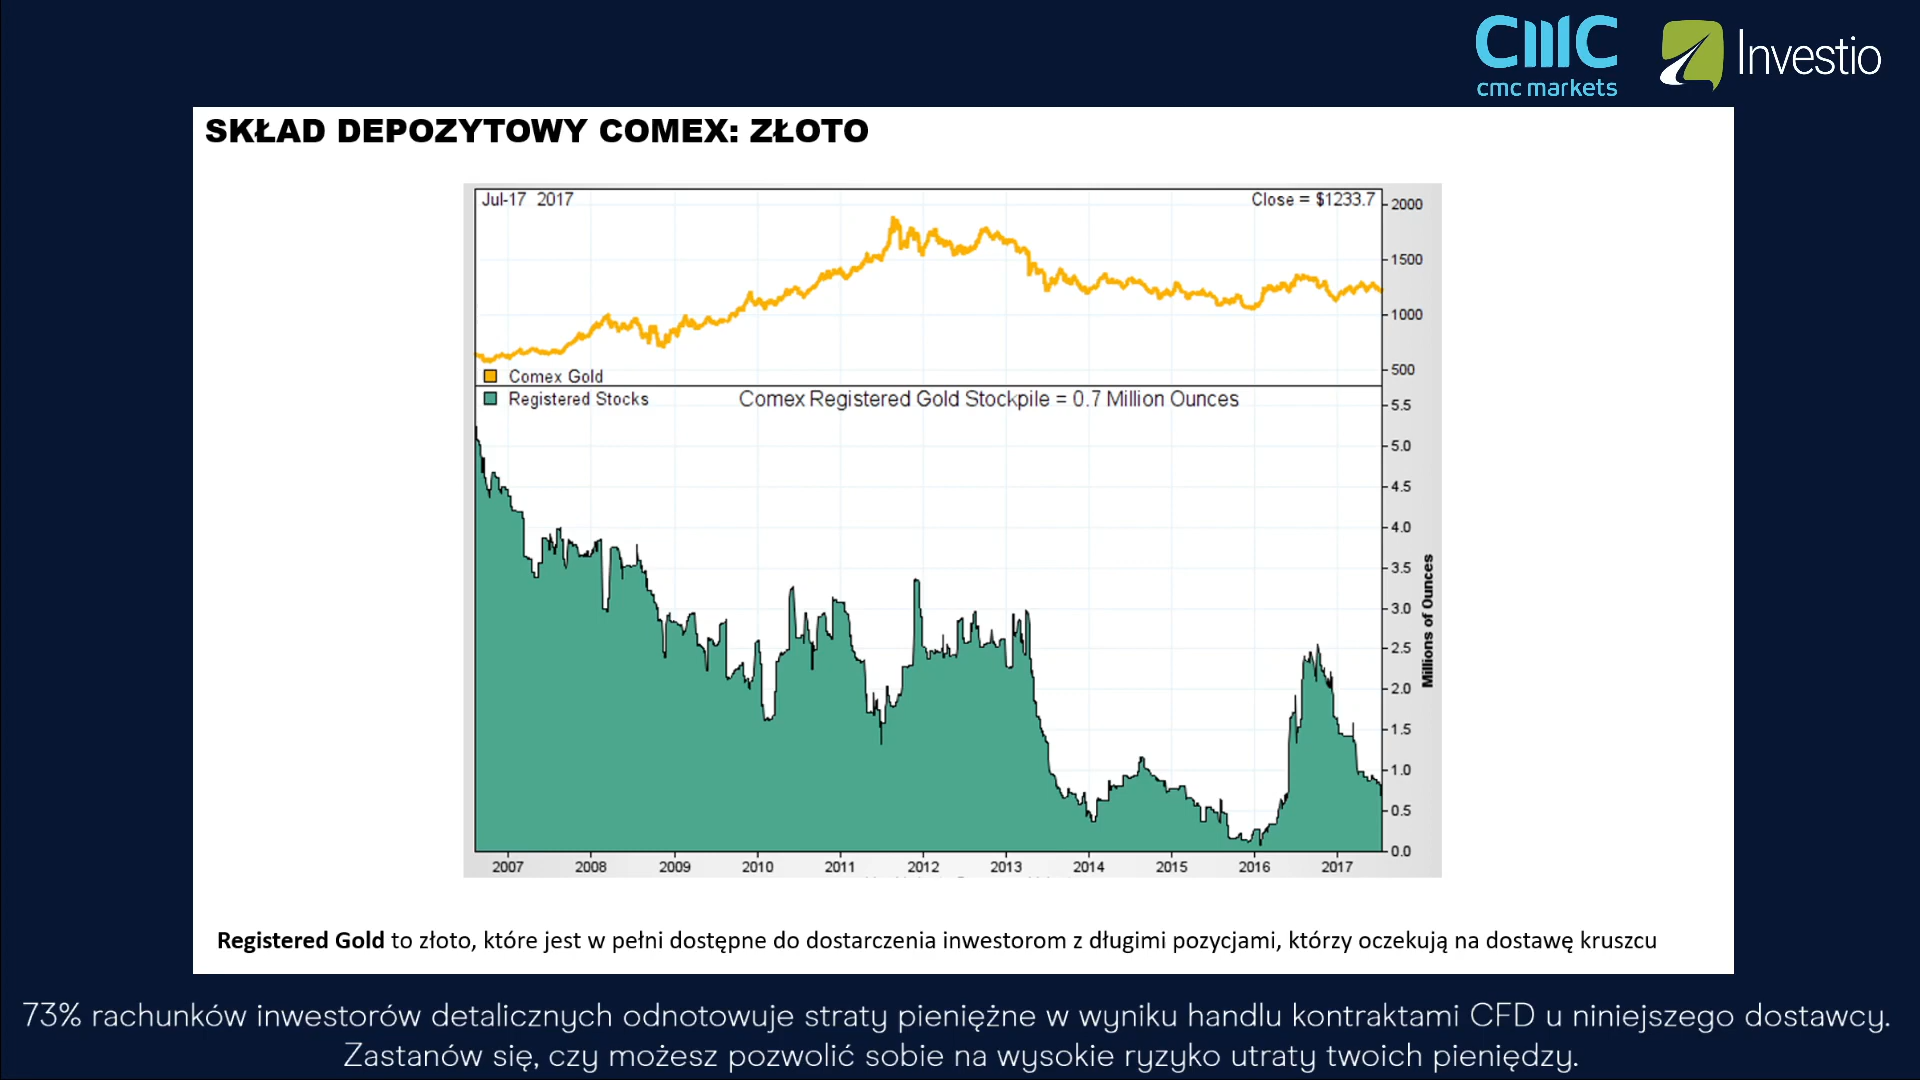 CMC
cmc markets
Investio
SKŁAD DEPOZYTOWY COMEX: ZŁOTO
Jul-17 2017
Close = $1233.7
2000
1500
1000
500
Comex Gold
Registered Stocks
Comex Registered Gold Stockpile = 0.7 Million Ounces
5.5
5.0
4.5
4.0
3.5
3.0
2.5
2.0
1.5
1.0
0.5
0.0
Millions of Ounces
2007 2008 2009 2010 2011 2012 2013 2014 2015 2016 2017
Registered Gold to złoto, które jest w pełni dostępne do dostarczenia inwestorom z długimi pozycjami, którzy oczekują na dostawę kruszcu
73% rachunków inwestorów detalicznych odnotowuje straty pieniężne w wyniku handlu kontraktami CFD u niniejszego dostawcy.
Zastanów się, czy możesz pozwolić sobie na wysokie ryzyko utraty twoich pieniędzy.